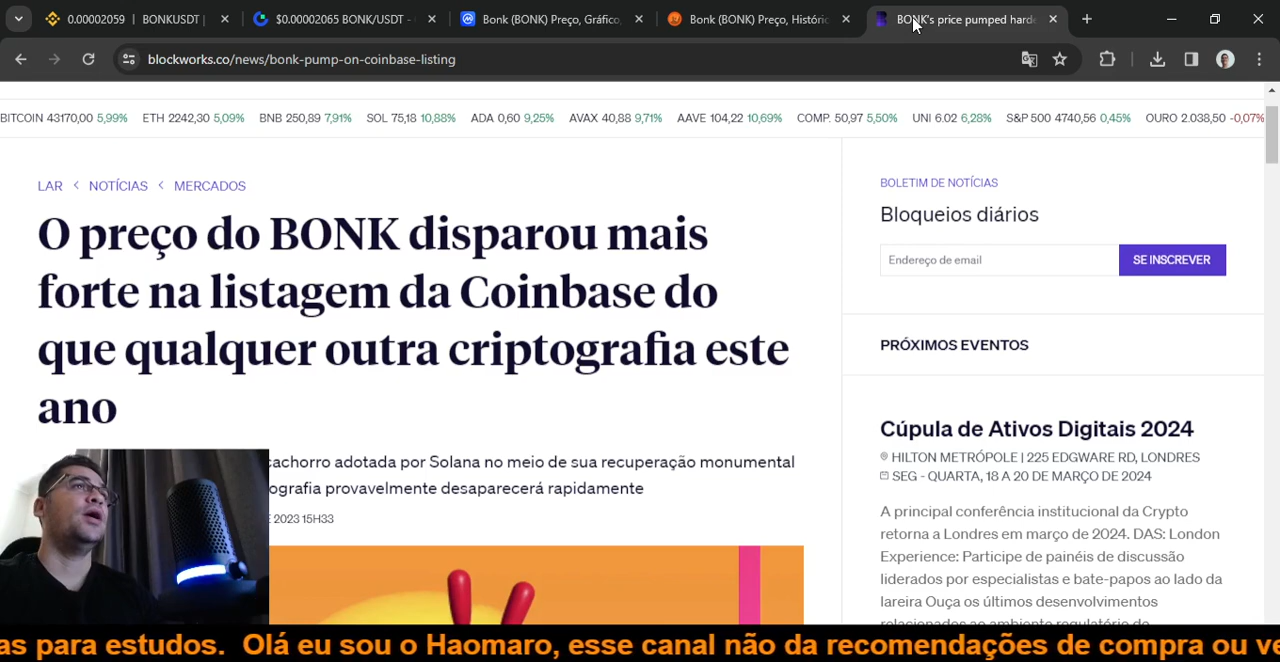 0.00002059 | BONKUSDT |
$0.00002065 BONK/USDT -
Bonk (BONK) Preço, Gráfico,
Bonk (BONK) Preço, Históric
BONK's price pumped harde
blockworks.co/news/bonk-pump-on-coinbase-listing
BITCOIN 43170,00 5,99% ETH 2242,30 5,09% BNB 250,89 7,91% SOL 75,18 10,88% ADA 0,60 9,25% AVAX 40,88 9,71% AAVE 104,22 10,69% COMP. 50,97 5,50% UNI 6.02 6,28% S&P 500 4740,56 0,45% OURO 2.038,50 -0,07%
LAR < NOTÍCIAS < MERCADOS
O preço do BONK disparou mais
forte na listagem da Coinbase do
que qualquer outra criptografia este
ano
cachorro adotada por Solana no meio de sua recuperação monumental
ografia provavelmente desaparecerá rapidamente
E 2023 15H33
BOLETIM DE NOTÍCIAS
Bloqueios diários
Endereço de email
SE INSCREVER
PRÓXIMOS EVENTOS
Cúpula de Ativos Digitais 2024
HILTON METRÓPOLE | 225 EDGWARE RD, LONDRES
SEG - QUARTA, 18 A 20 DE MARÇO DE 2024
A principal conferência institucional da Crypto
retorna a Londres em março de 2024. DAS: London
Experience: Participe de painéis de discussão
liderados por especialistas e bate-papos ao lado da
lareira Ouça os últimos desenvolvimentos
relacionados ao ambiente regulatório de
as para estudos. Olá eu sou o Haomaro, esse canal não da recomendações de compra ou ve